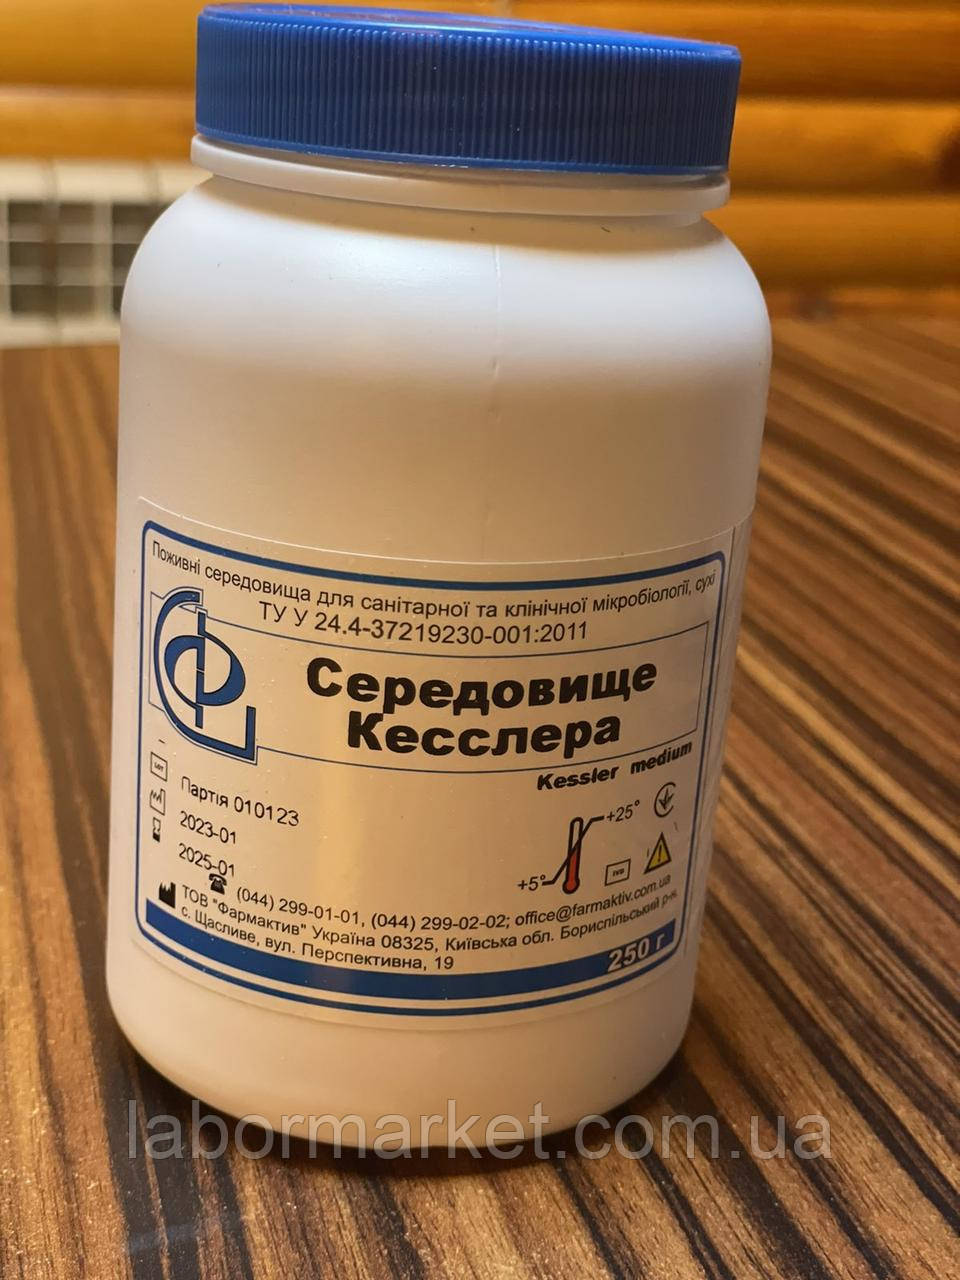 Поживні середовища для санітарної та клінічної мікробіології, сухі
ТУ У 24.4-37219230-001:2011
Середовище
Кесслера
Kessler medium
LOT Партія 010123
2023-01
2025-01
+25°
+5°
IVD
(044) 299-01-01, (044) 299-02-02; office@farmaktiv.com.ua
ТОВ "Фармактив" Україна 08325, Київська обл. Бориспільський р-н.
с. Щасливе, вул. Перспективна, 19
250 г
labormarket.com.ua